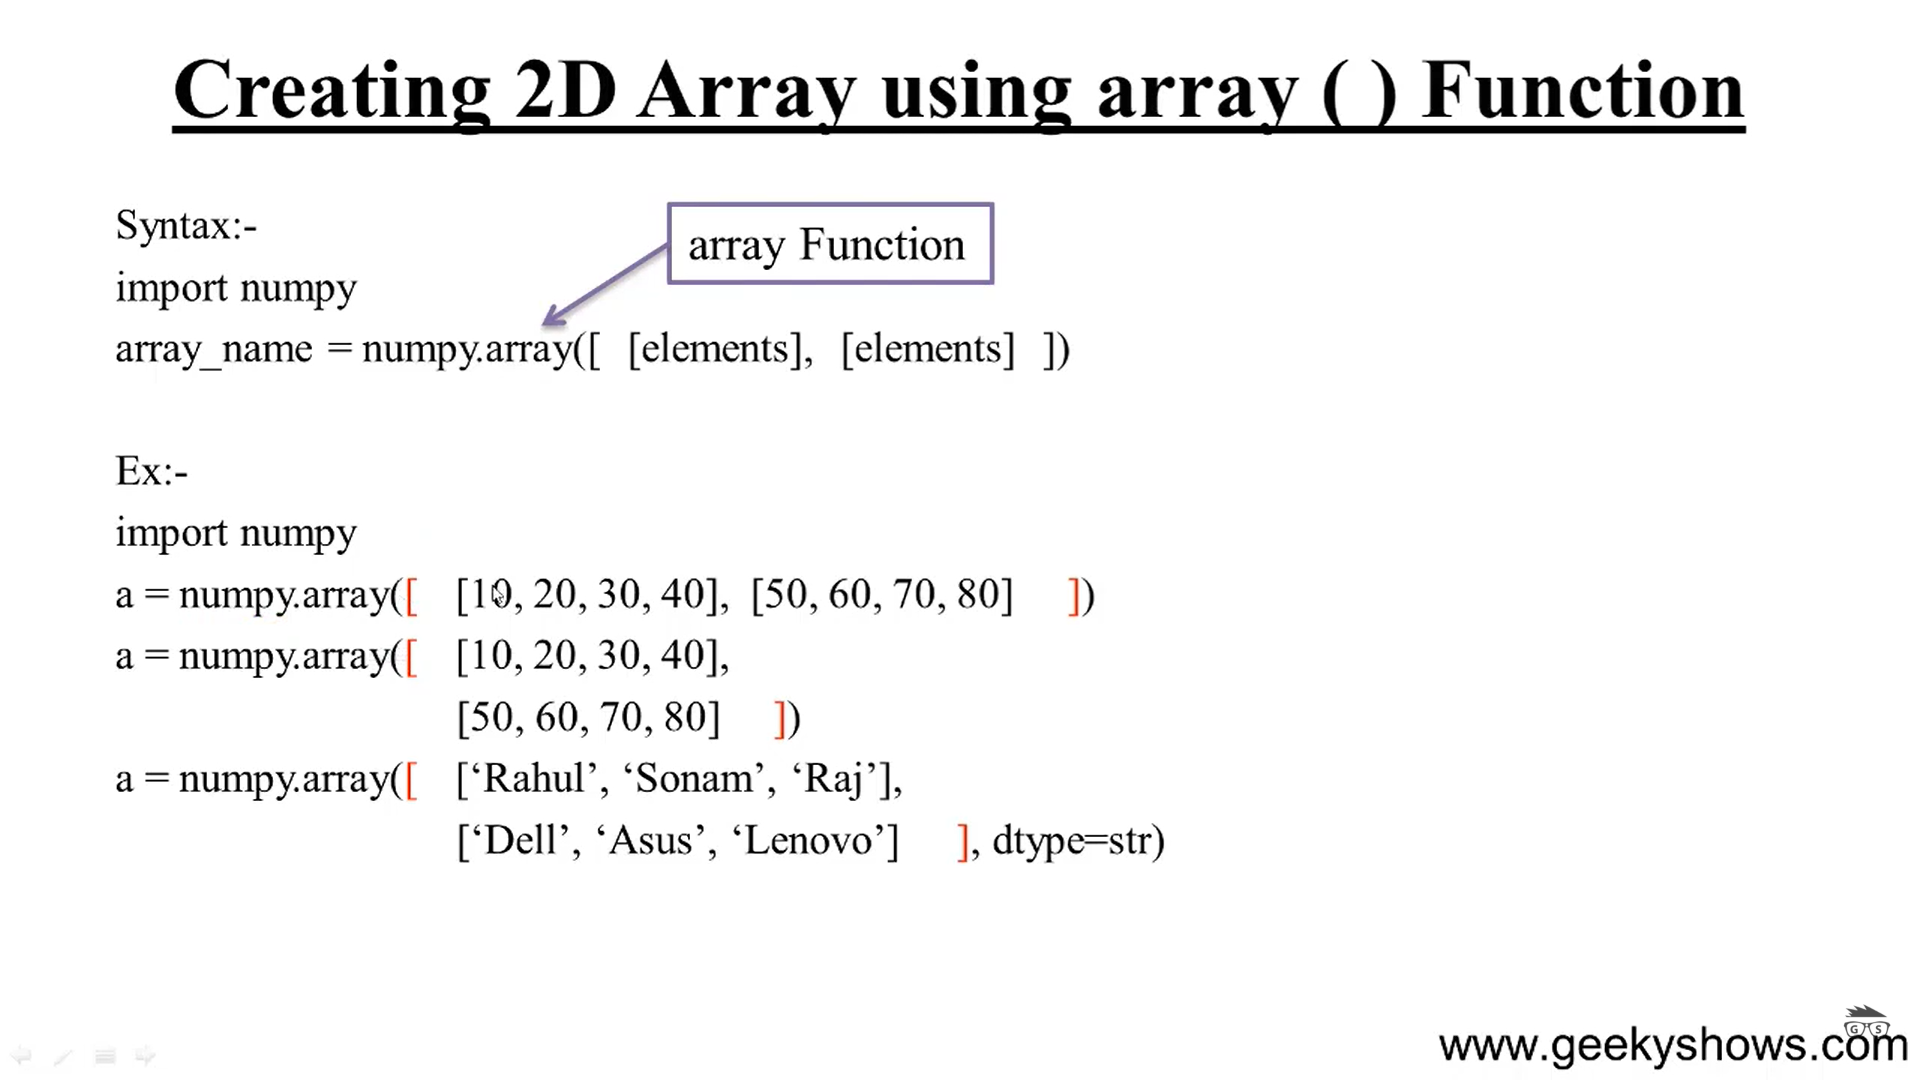 Creating 2D Array using array ( ) Function
Syntax:-
array Function
import numpy
array_name = numpy.array([ [elements], [elements] ])
Ex:-
import numpy
a = numpy.array([ [10, 20, 30, 40], [50, 60, 70, 80] ])
a = numpy.array([ [10, 20, 30, 40],
[50, 60, 70, 80] ])
a = numpy.array([ [‘Rahul’, ‘Sonam’, ‘Raj’],
[‘Dell’, ‘Asus’, ‘Lenovo’] ], dtype=str)
G S
www.geekyshows.com